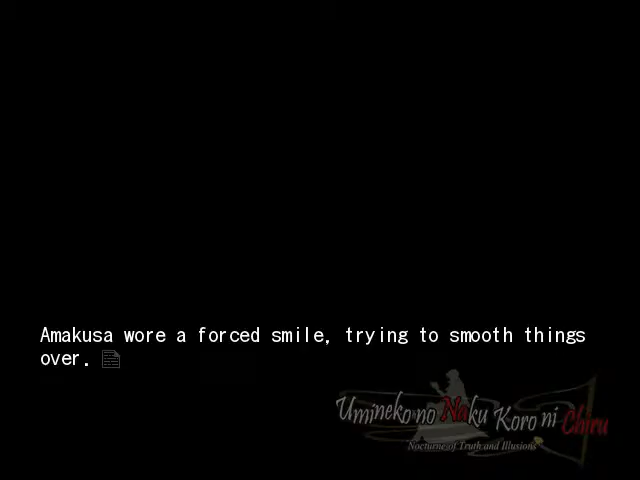 Amakusa wore a forced smile, trying to smooth things
over.
Umineko no Naku Koro ni Chiru
Nocturne of Truth and Illusions